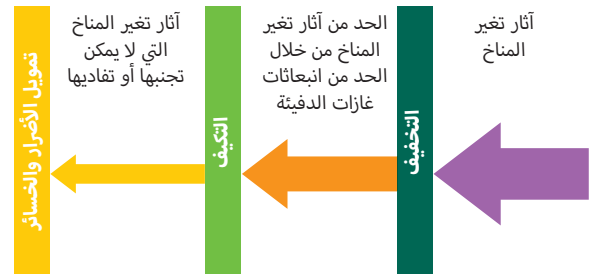 آثار تغير
المناخ
التخفيف
الحد من آثار تغير
المناخ من خلال
الحد من انبعاثات
غازات الدفيئة
التكيف
آثار تغير المناخ
التي لا يمكن
تجنبها أو تفاديها
تمويل الأضرار والخسائر